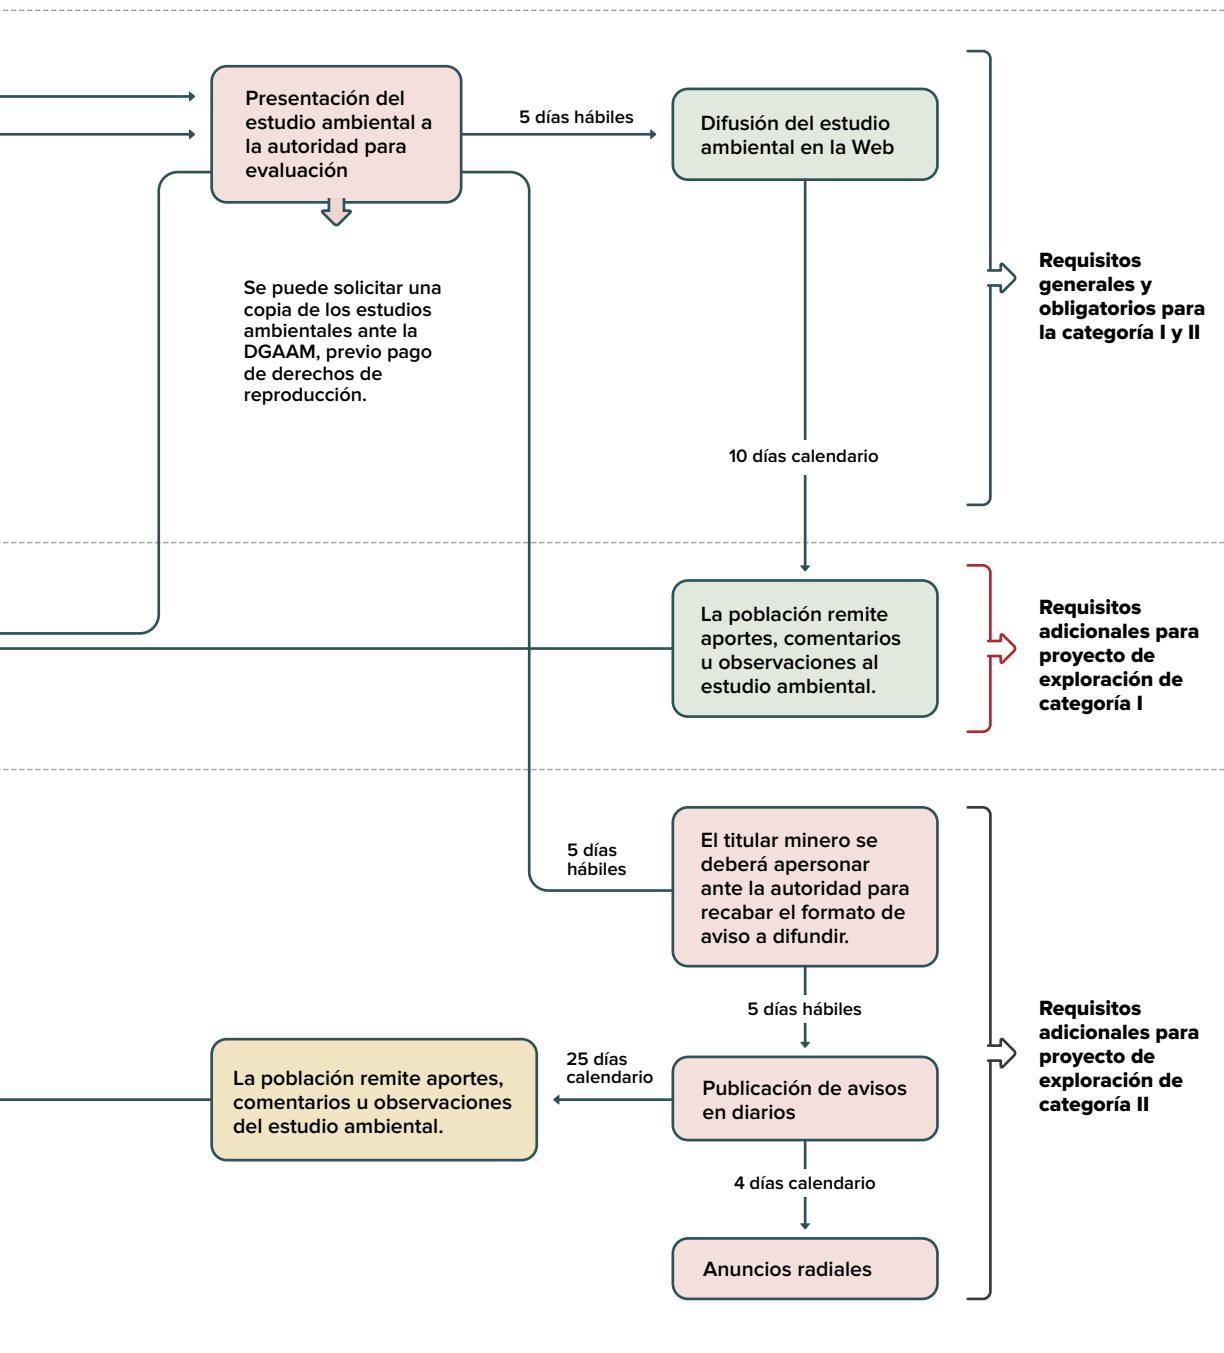 Presentación del
estudio ambiental a
la autoridad para
evaluación
5 días hábiles
Difusión del estudio
ambiental en la Web
Se puede solicitar una
copia de los estudios
ambientales ante la
DGAAM, previo pago
de derechos de
reproducción.
Requisitos
generales y
obligatorios para
la categoría I y II
10 días calendario
La población remite
aportes, comentarios
u observaciones al
estudio ambiental.
Requisitos
adicionales para
proyecto de
exploración de
categoría I
5 días
hábiles
El titular minero se
deberá apersonar
ante la autoridad para
recabar el formato de
aviso a difundir.
5 días hábiles
Requisitos
adicionales para
proyecto de
exploración de
categoría II
La población remite aportes,
comentarios u observaciones
del estudio ambiental.
25 días
calendario
Publicación de avisos
en diarios
4 días calendario
Anuncios radiales